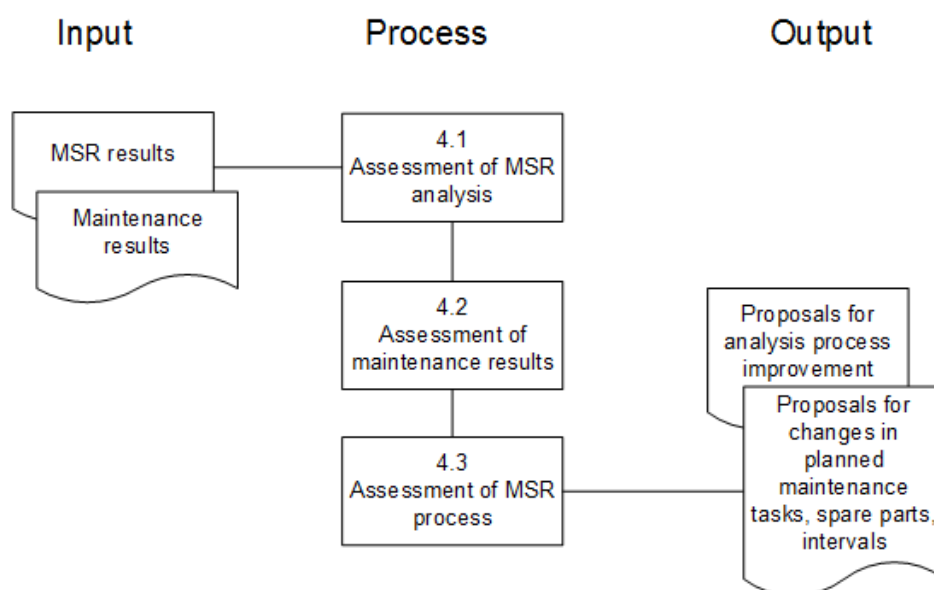 Input
Process
Output
MSR results
Maintenance
results
4.1
Assessment of MSR
analysis
4.2
Assessment of
maintenance results
4.3
Assessment of MSR
process
Proposals for
analysis process
improvement
Proposals for
changes in
planned
maintenance
tasks, spare parts,
intervals